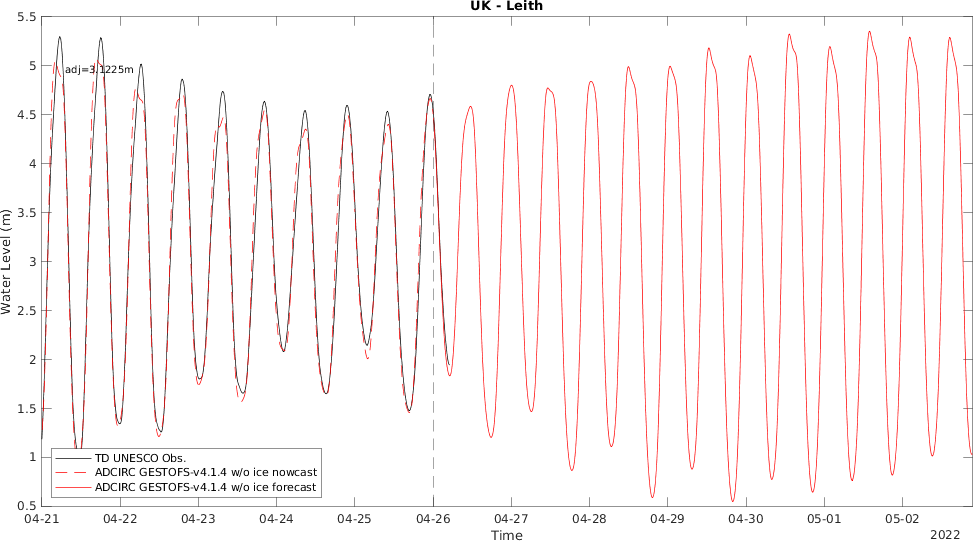 UK - Leith
5.5
5
4.5
4
3.5
3
2.5
2
1.5
1
0.5
Water Level (m)
adj=3.1225m
TD UNESCO Obs.
ADCIRC GESTOFS-v4.1.4 w/o ice nowcast
ADCIRC GESTOFS-v4.1.4 w/o ice forecast
04-21 04-22 04-23 04-24 04-25 04-26 04-27 04-28 04-29 04-30 05-01 05-02
Time
2022